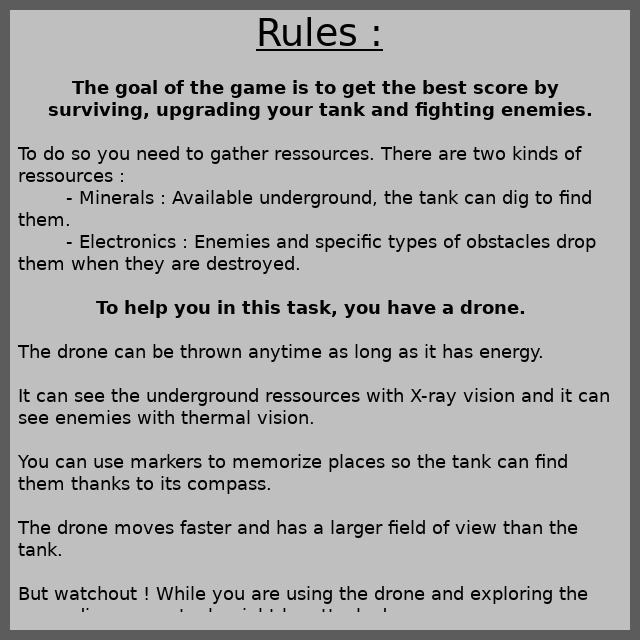 Rules :
The goal of the game is to get the best score by
surviving, upgrading your tank and fighting enemies.
To do so you need to gather ressources. There are two kinds of
ressources :
- Minerals : Available underground, the tank can dig to find
them.
- Electronics : Enemies and specific types of obstacles drop
them when they are destroyed.
To help you in this task, you have a drone.
The drone can be thrown anytime as long as it has energy.
It can see the underground ressources with X-ray vision and it can
see enemies with thermal vision.
You can use markers to memorize places so the tank can find
them thanks to its compass.
The drone moves faster and has a larger field of view than the
tank.
But watchout ! While you are using the drone and exploring the